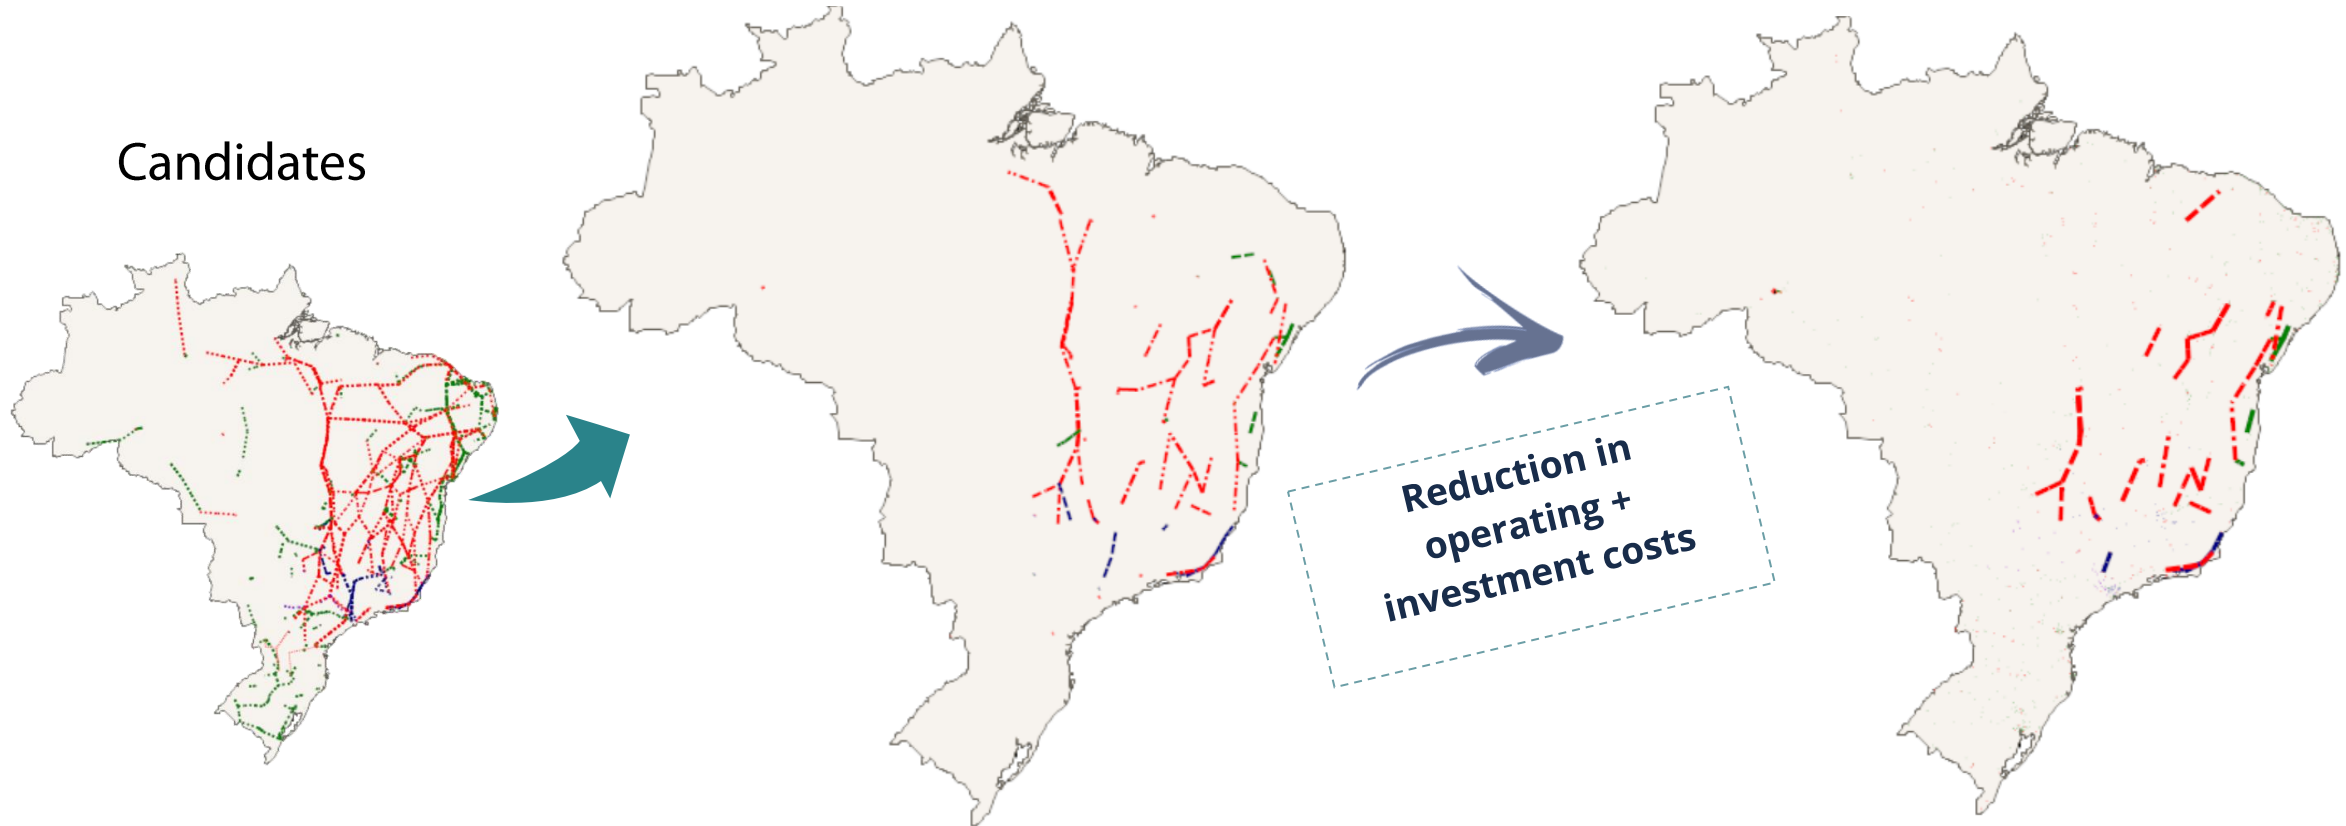 Candidates
Reduction in
operating +
investment costs